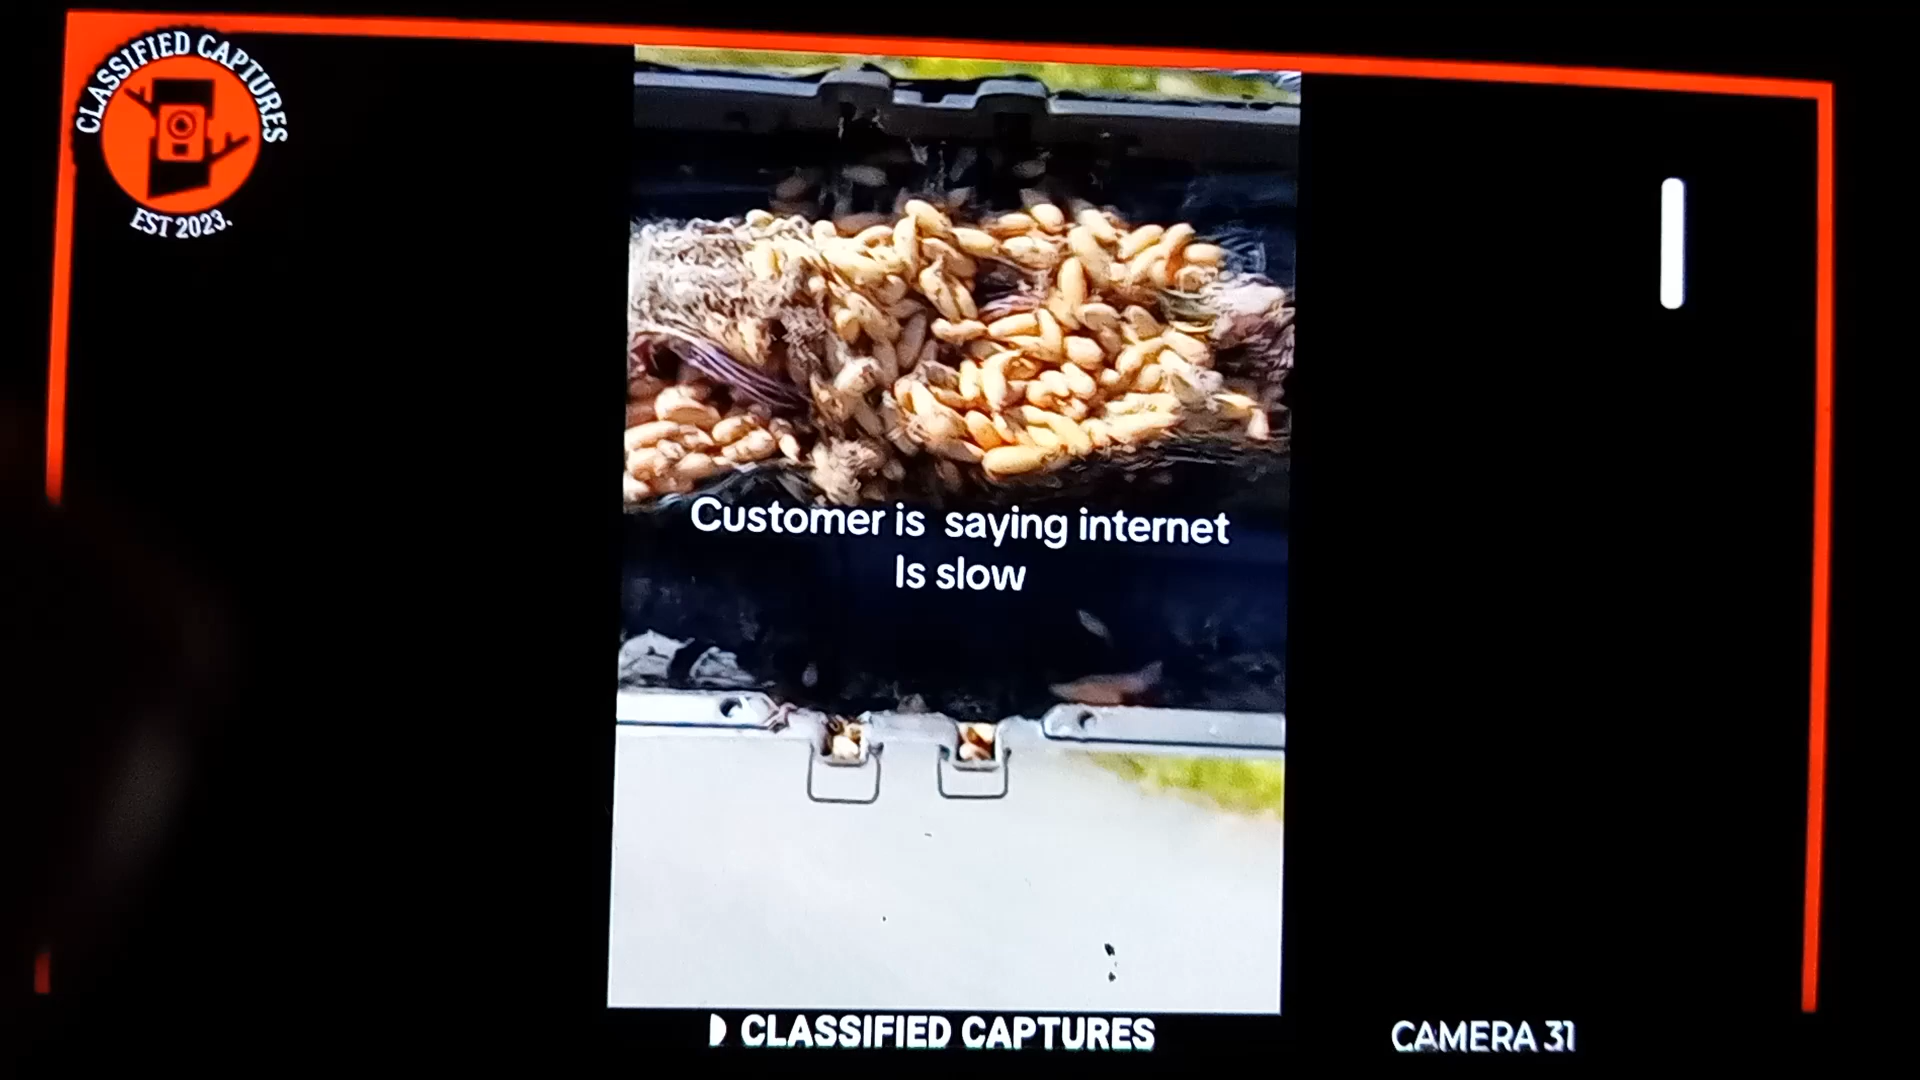 CLASSIFIED CAPTURES
EST 2023.
Customer is saying internet
Is slow
CLASSIFIED CAPTURES
CAMERA 31